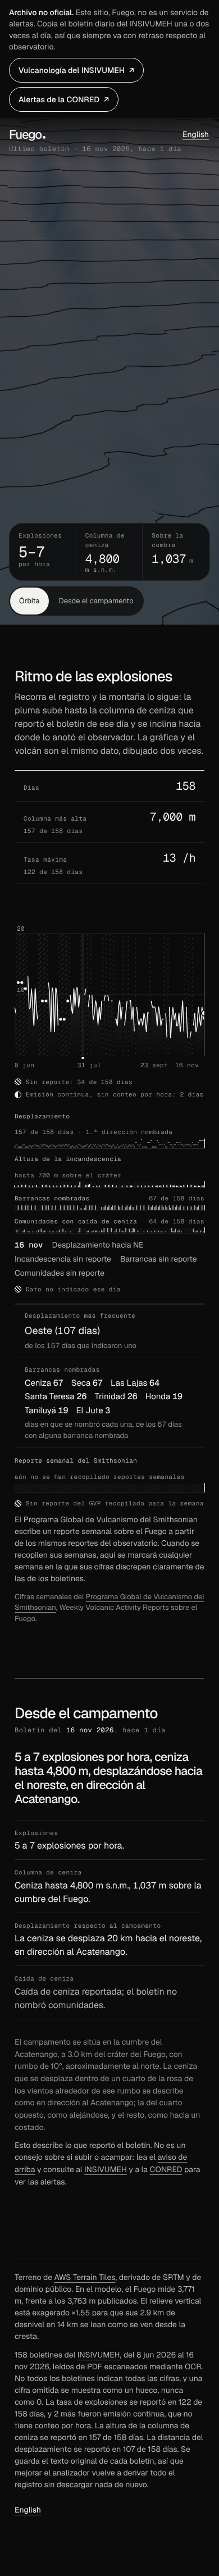 Archivo no oficial. Este sitio, Fuego, no es un servicio de
alertas. Copia el boletín diario del INSIVUMEH una o dos
veces al día, así que siempre va con retraso respecto al
observatorio.
Vulcanología del INSIVUMEH ↗
Alertas de la CONRED ↗
Fuego.
English
Último boletín · 16 nov 2026, hace 1 día
Explosiones
5–7
por hora
Columna de
ceniza
4,800
m s.n.m.
Sobre la
cumbre
1,037 m
Órbita
Desde el campamento
Ritmo de las explosiones
Recorra el registro y la montaña lo sigue: la
pluma sube hasta la columna de ceniza que
reportó el boletín de ese día y se inclina hacia
donde lo anotó el observador. La gráfica y el
volcán son el mismo dato, dibujado dos veces.
Días
158
Columna más alta
7,000 m
157 de 158 días
Tasa máxima
13 /h
122 de 158 días
20
10
8 jun
31 jul
23 sept
16 nov
Sin reporte: 34 de 158 días
Emisión continua, sin conteo por hora: 2 días
Desplazamiento
157 de 158 días · 1.ª dirección nombrada
Altura de la incandescencia
hasta 700 m sobre el cráter
Barrancas nombradas
67 de 158 días
Comunidades con caída de ceniza
64 de 158 días
16 nov Desplazamiento hacia NE
Incandescencia sin reporte Barrancas sin reporte
Comunidades sin reporte
Dato no indicado ese día
Desplazamiento más frecuente
Oeste (107 días)
de los 157 días que indicaron uno
Barrancas nombradas
Ceniza 67 Seca 67 Las Lajas 64
Santa Teresa 26 Trinidad 26 Honda 19
Taniluyá 19 El Jute 3
días en que se nombró cada una, de los 67 días
con alguna barranca nombrada
Reporte semanal del Smithsonian
aún no se han recopilado reportes semanales
Sin reporte del GVP recopilado para la semana
El Programa Global de Vulcanismo del Smithsonian
escribe un reporte semanal sobre el Fuego a partir
de los mismos reportes del observatorio. Cuando se
recopilen sus semanas, aquí se marcará cualquier
semana en la que sus cifras discrepen claramente de
las de los boletines.
Cifras semanales del Programa Global de Vulcanismo del
Smithsonian, Weekly Volcanic Activity Reports sobre el
Fuego.
Desde el campamento
Boletín del 16 nov 2026, hace 1 día
5 a 7 explosiones por hora, ceniza
hasta 4,800 m, desplazándose hacia
el noreste, en dirección al
Acatenango.
Explosiones
5 a 7 explosiones por hora.
Columna de ceniza
Ceniza hasta 4,800 m s.n.m., 1,037 m sobre la
cumbre del Fuego.
Desplazamiento respecto al campamento
La ceniza se desplaza 20 km hacia el noreste,
en dirección al Acatenango.
Caída de ceniza
Caída de ceniza reportada; el boletín no
nombró comunidades.
El campamento se sitúa en la cumbre del
Acatenango, a 3.0 km del cráter del Fuego, con
rumbo de 10°, aproximadamente al norte. La ceniza
que se desplaza dentro de un cuarto de la rosa de
los vientos alrededor de ese rumbo se describe
como en dirección al Acatenango; la del cuarto
opuesto, como alejándose, y el resto, como hacia un
costado.
Esto describe lo que reportó el boletín. No es un
consejo sobre si subir o acampar: lea el aviso de
arriba y consulte al INSIVUMEH y a la CONRED para
ver las alertas.
Terreno de AWS Terrain Tiles, derivado de SRTM y de
dominio público. En el modelo, el Fuego mide 3,771
m, frente a los 3,763 m publicados. El relieve vertical
está exagerado ×1.55 para que sus 2.9 km de
desnivel en 14 km se lean como se ven desde la
cresta.
158 boletines del INSIVUMEH, del 8 jun 2026 al 16
nov 2026, leídos de PDF escaneados mediante OCR.
No todos los boletines indican todas las cifras, y una
cifra omitida se muestra como un hueco, nunca
como 0. La tasa de explosiones se reportó en 122 de
158 días, y 2 más fueron emisión continua, que no
tiene conteo por hora. La altura de la columna de
ceniza se reportó en 157 de 158 días. La distancia del
desplazamiento se reportó en 107 de 158 días. Se
guarda el texto original de cada boletín, así que
mejorar el analizador vuelve a derivar todo el
registro sin descargar nada de nuevo.
English